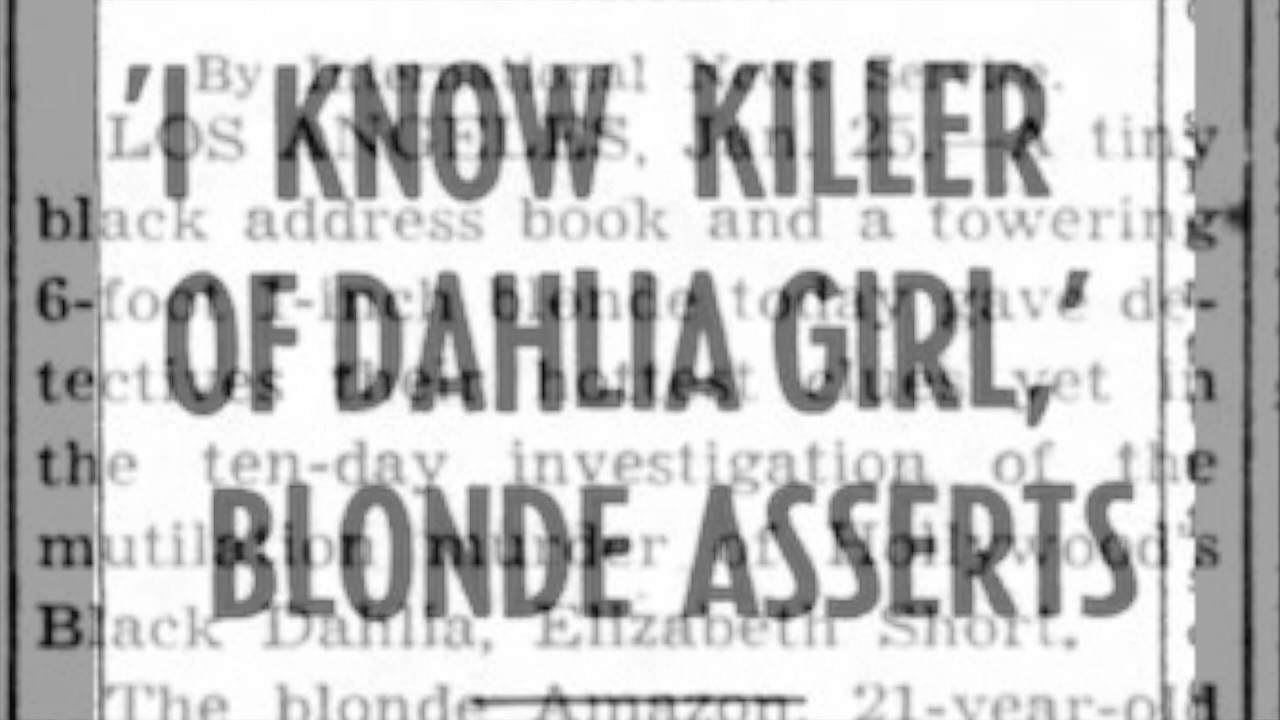 'I KNOW KILLER
OF DAHLIA GIRL,'
BLONDE ASSERTS
By International News Service.
LOS ANGELES, Jan. 25.—A tiny
black address book and a towering
6-foot 1-inch blonde today gave de-
tectives their hottest clues yet in
the ten-day investigation of the
mutilation murder of Hollywood's
Black Dahlia, Elizabeth Short.
The blonde Amazon, 21-year-old